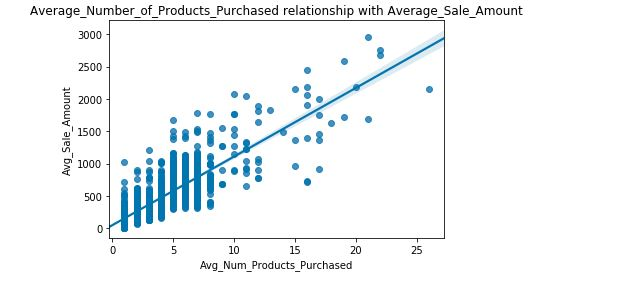 Average_Number_of_Products_Purchased relationship with Average_Sale_Amount
3000
2500
2000
1500
1000
500
0
Avg_Sale_Amount
0 5 10 15 20 25
Avg_Num_Products_Purchased